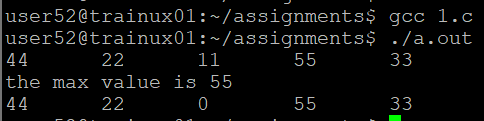 user52@trainux01:~/assignments$ gcc 1.c
user52@trainux01:~/assignments$ ./a.out
44 22 11 55 33
the max value is 55
44 22 0 55 33